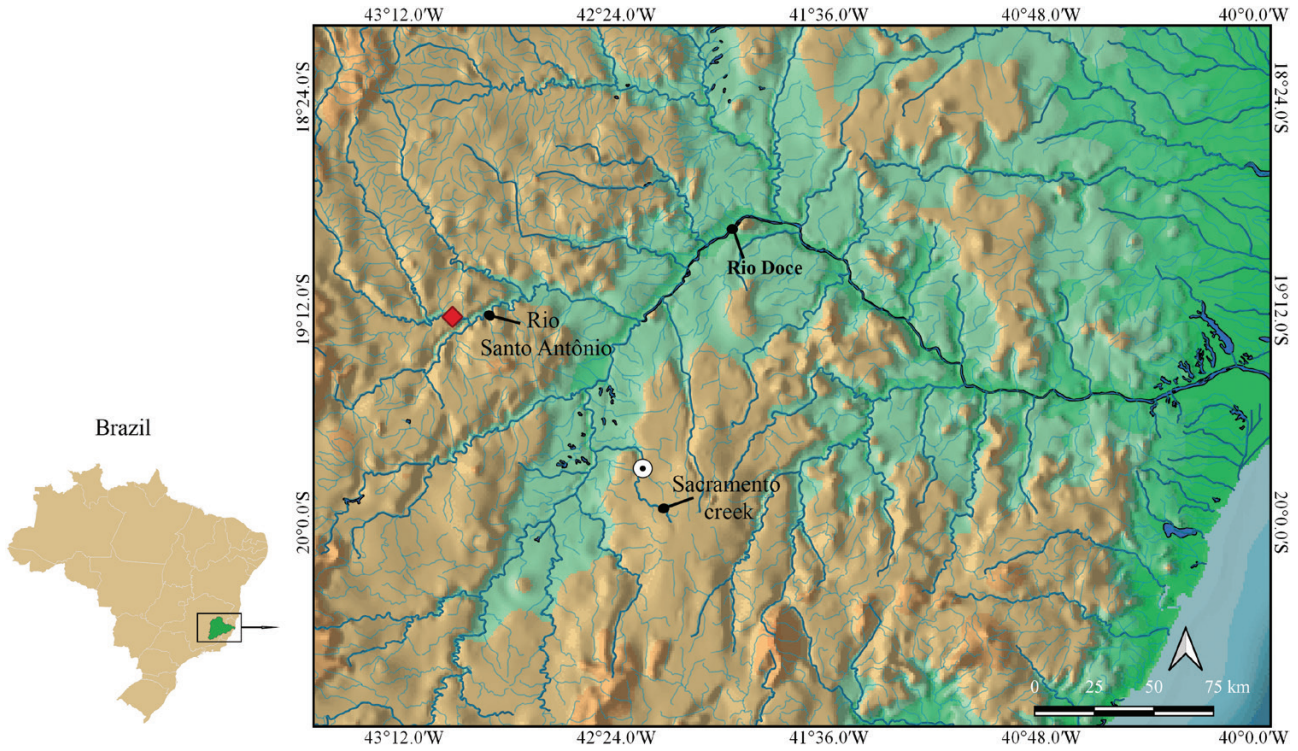 43°12.0'W 42°24.0'W 41°36.0'W 40°48.0'W 40°0.0'W
18°24.0'S
18°24.0'S
Rio Doce
19°12.0'S
19°12.0'S
Rio
Santo Antônio
Brazil
Sacramento
creek
20°0.0'S
20°0.0'S
0 25 50 75 km
43°12.0'W 42°24.0'W 41°36.0'W 40°48.0'W 40°0.0'W